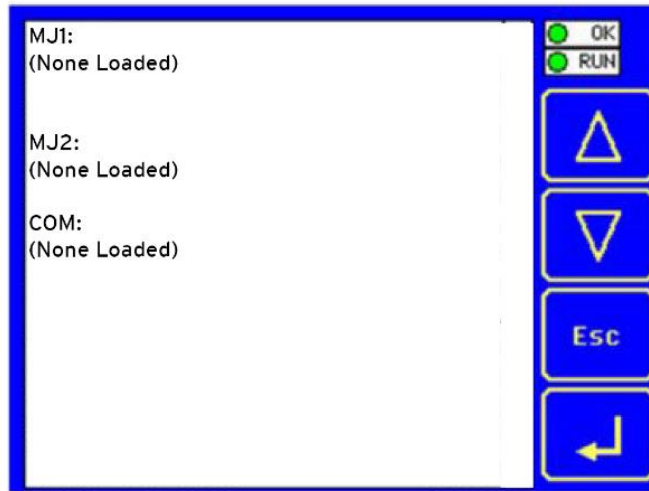 MJ1:
(None Loaded)
MJ2:
(None Loaded)
COM:
(None Loaded)
OK
RUN
Esc